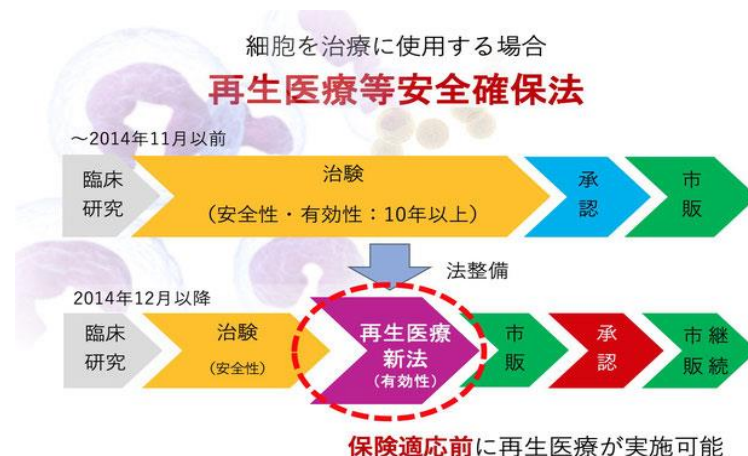 細胞を治療に使用する場合
再生医療等安全確保法
～2014年11月以前
臨床
研究
治験
（安全性・有効性：10年以上）
承認
市販
法整備
2014年12月以降
臨床
研究
治験
（安全性）
再生医療
新法
（有効性）
市販
承認
市販
継続
保険適応前に再生医療が実施可能